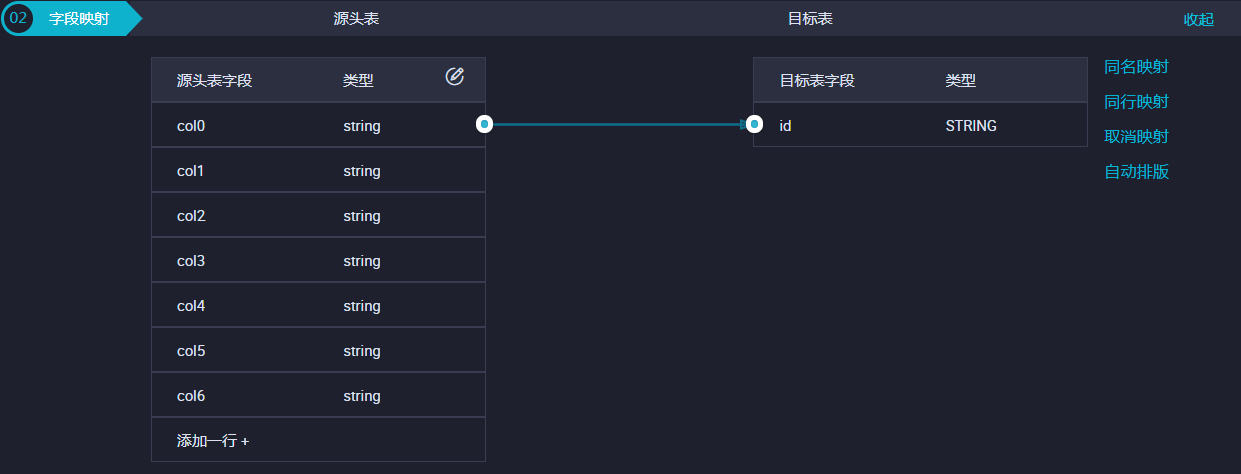 02 字段映射 源头表 目标表 收起
源头表字段 类型 目标表字段 类型 同名映射
col0 string id STRING 同行映射
取消映射
col1 string 自动排版
col2 string
col3 string
col4 string
col5 string
col6 string
添加一行 +